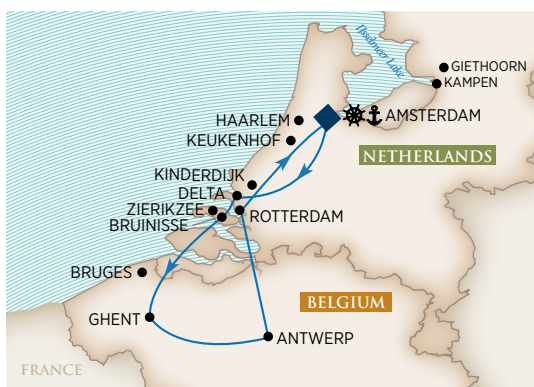 IJsselmeer Lake
GIETHOORN
KAMPEN
HAARLEM
AMSTERDAM
KEUKENHOF
NETHERLANDS
KINDERDIJK
DELTA
ZIERIKZEE
ROTTERDAM
BRUINISSE
BRUGES
BELGIUM
GHENT
ANTWERP
FRANCE